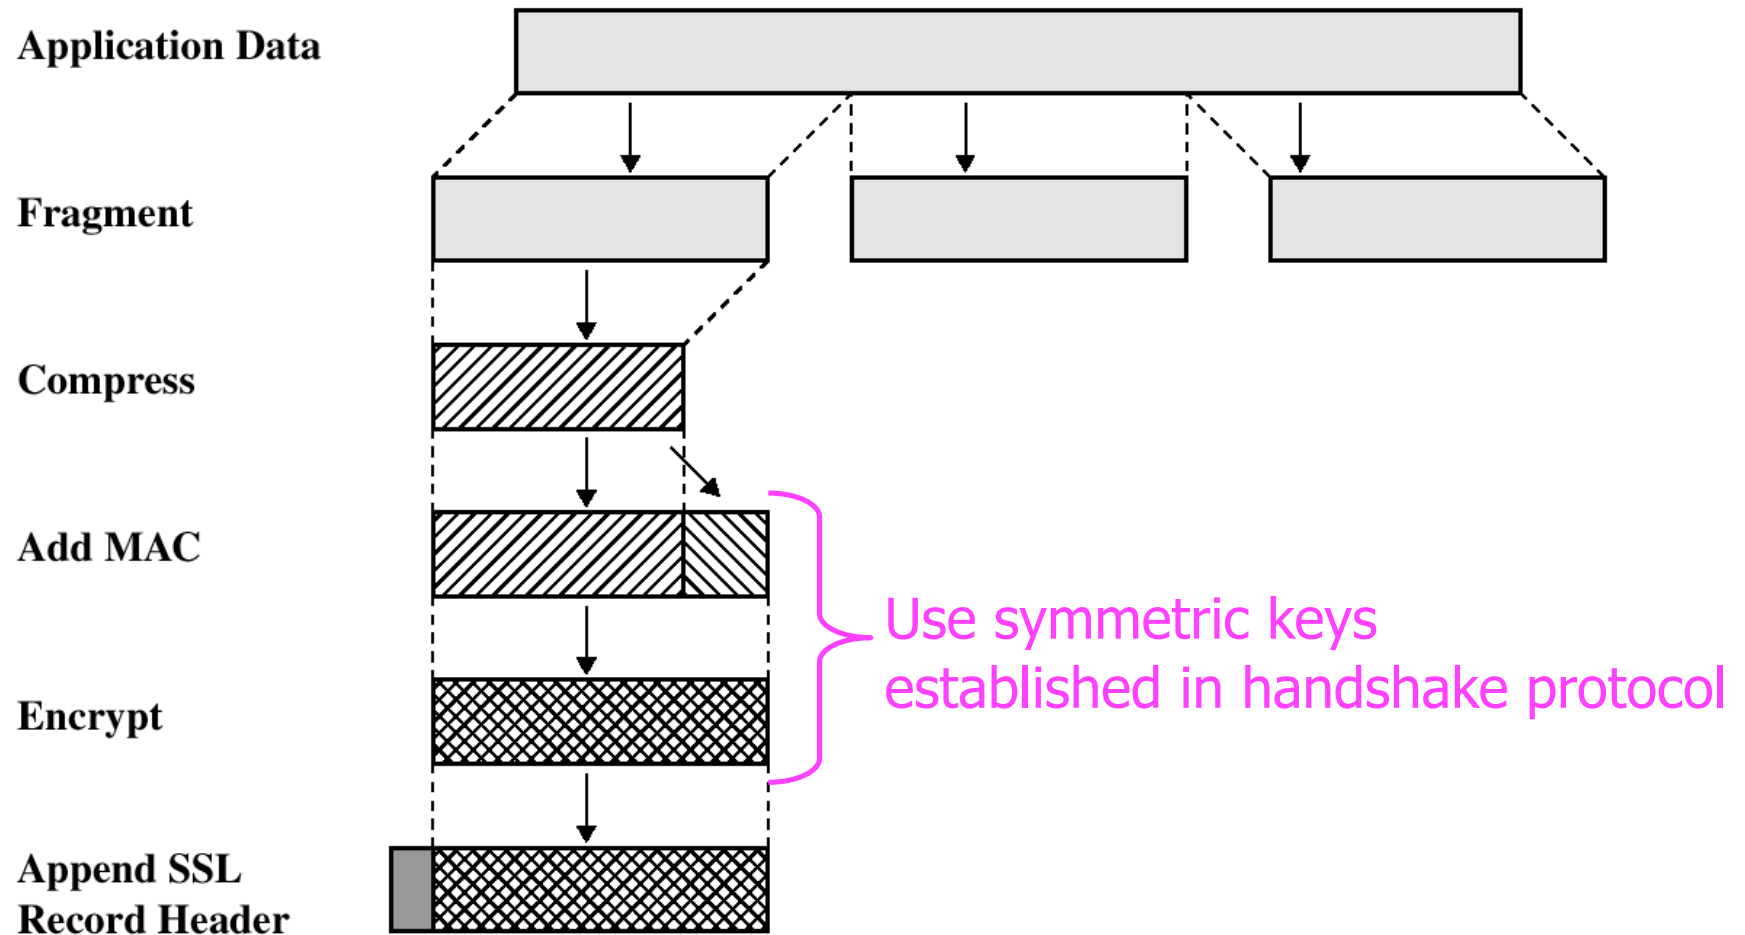 Application Data
Fragment
Compress
Add MAC
Use symmetric keys
established in handshake protocol
Encrypt
Append SSL
Record Header